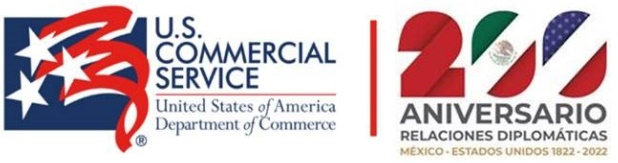 U.S.
COMMERCIAL
SERVICE
United States of America
Department of Commerce
®
200
ANIVERSARIO
RELACIONES DIPLOMÁTICAS
MÉXICO - ESTADOS UNIDOS 1822 - 2022